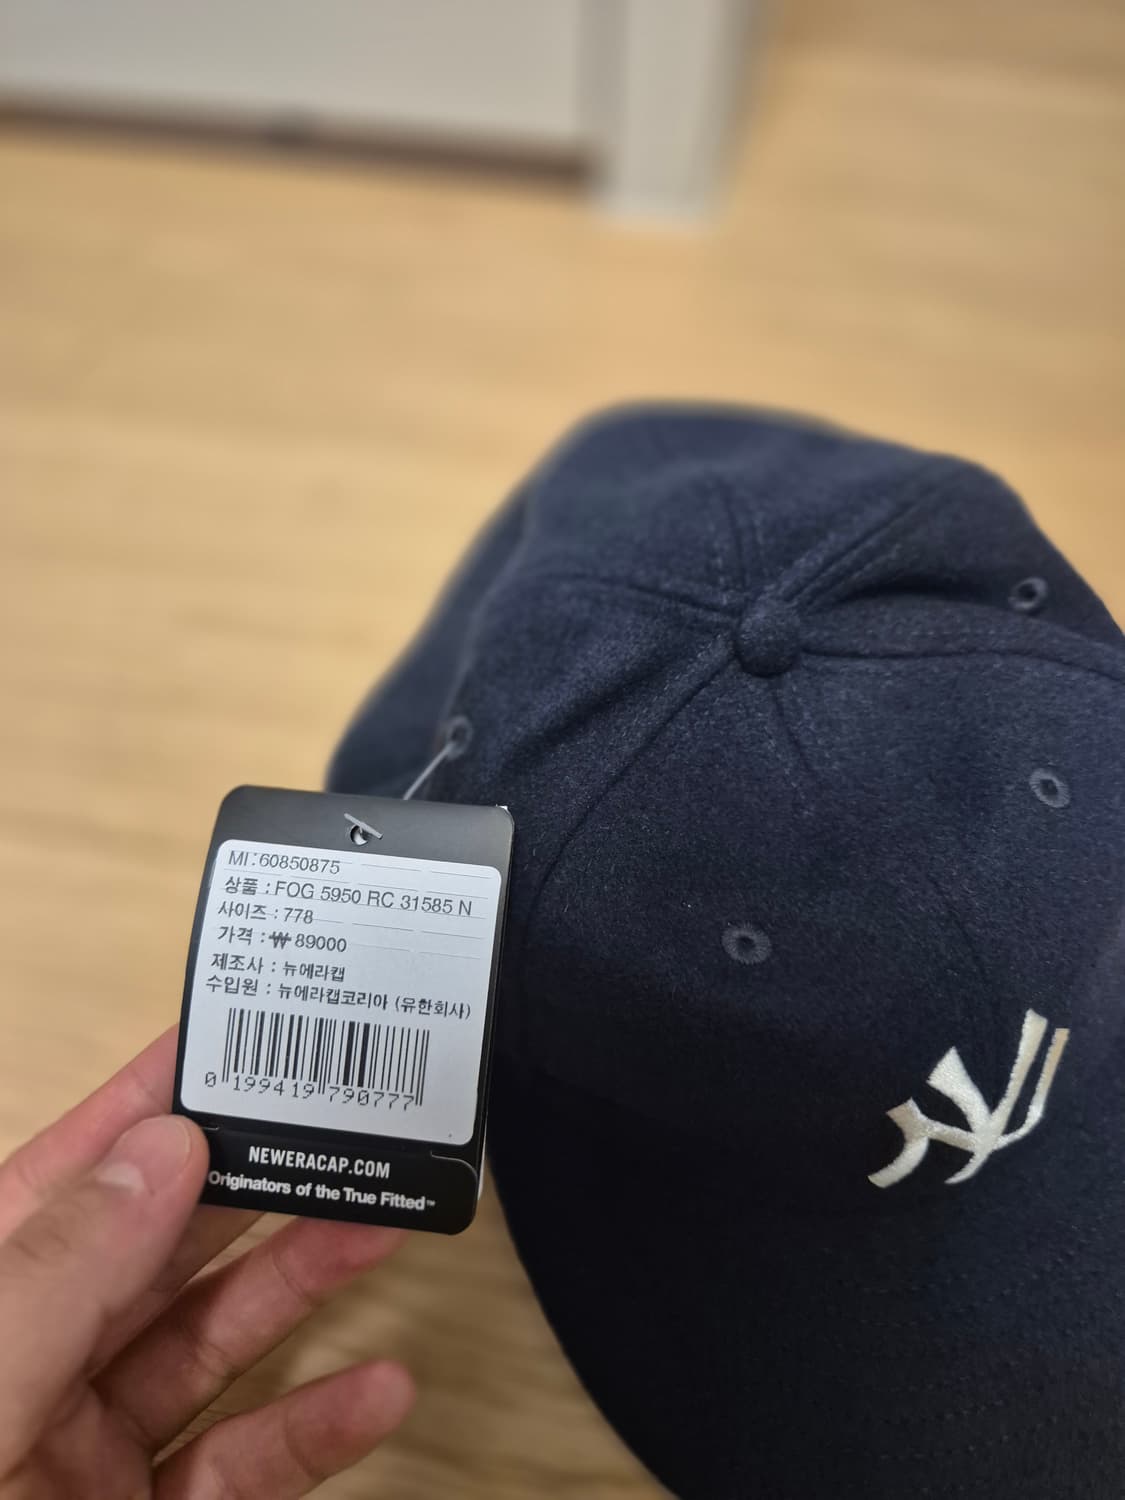 MI:60850875
상품 : FOG 5950 RC 31585 N
사이즈 : 778
가격 : ₩ 89000
제조사 : 뉴에라캡
수입원 : 뉴에라캡코리아 (유한회사)
0 199419 790777
NEWERACAP.COM
Originators of the True Fitted™